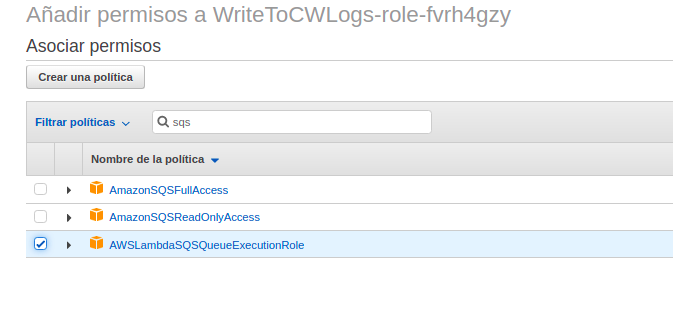 Añadir permisos a WriteToCWLogs-role-fvrh4gzy
Asociar permisos
Crear una política
Filtrar políticas
sqs
Nombre de la política
AmazonSQSFullAccess
AmazonSQSReadOnlyAccess
AWSLambdaSQSQueueExecutionRole